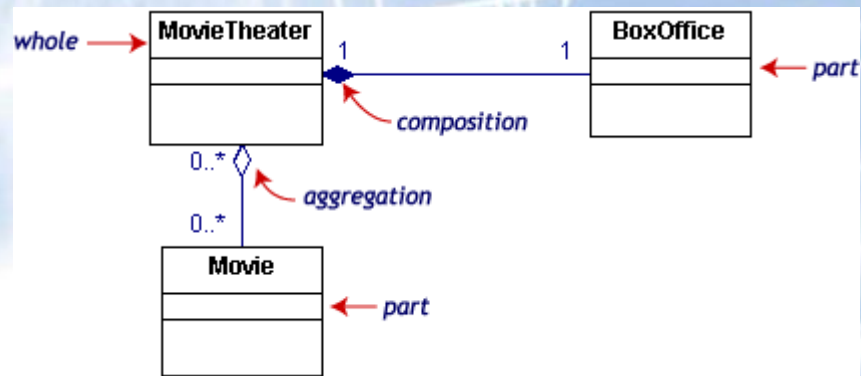 MovieTheater
BoxOffice
whole
1
1
part
composition
0..*
aggregation
0..*
Movie
part